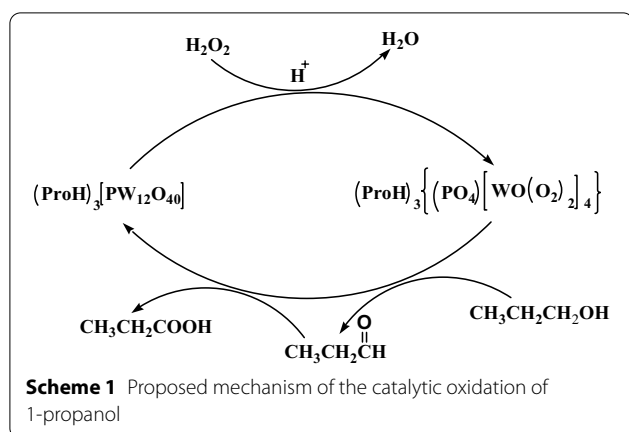 H₂O₂
H₂O
H⁺
(ProH)₃[PW₁₂O₄₀]
(ProH)₃{(PO₄)[WO(O₂)₂]₄}
CH₃CH₂COOH
CH₃CH₂CH₂OH
O
CH₃CH₂CH
Scheme 1 Proposed mechanism of the catalytic oxidation of
1-propanol